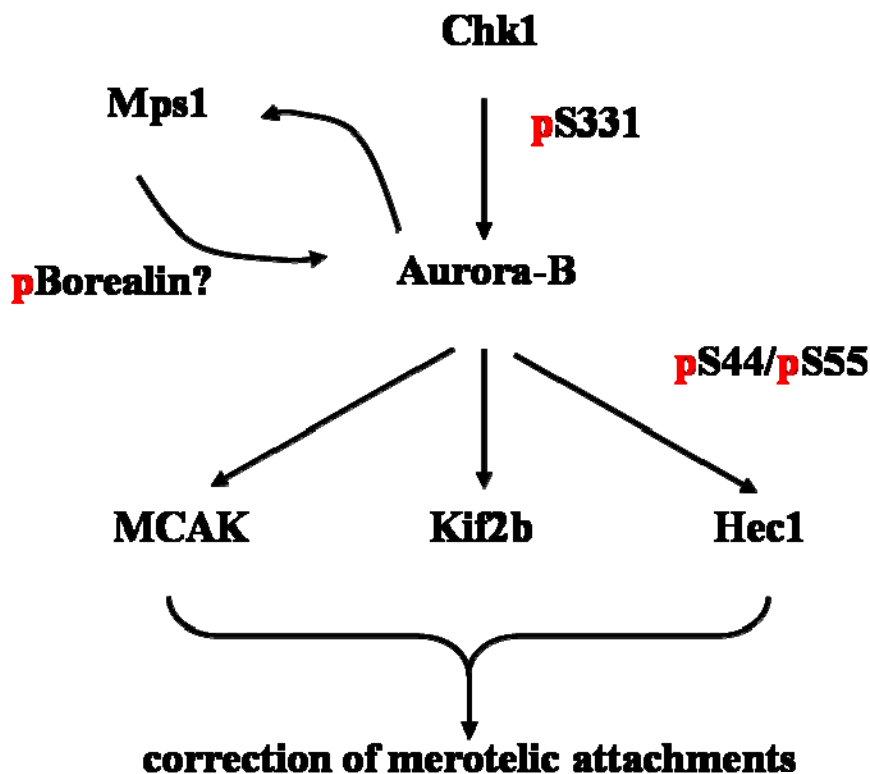 Chk1
Mps1
pS331
Aurora-B
pBorealin?
pS44/pS55
MCAK
Kif2b
Hec1
correction of merotelic attachments